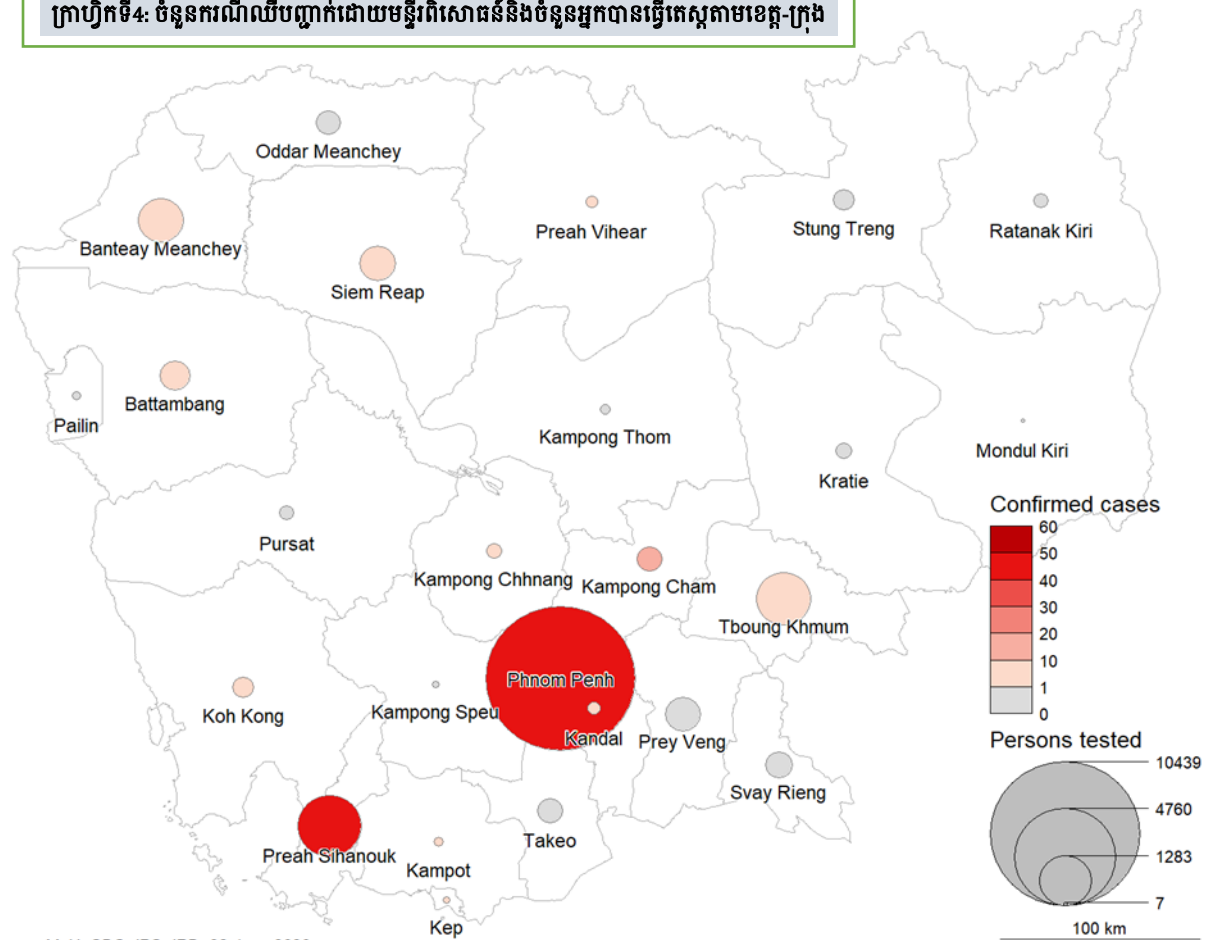 ក្រាហ្វិកទី4: ចំនួនករណីឈឺបញ្ជាក់ដោយមន្ទីរពិសោធន៍និងចំនួនអ្នកបានធ្វើតេស្តតាមខេត្ត-ក្រុង
Oddar Meanchey
Banteay Meanchey
Siem Reap
Preah Vihear
Stung Treng
Ratanak Kiri
Battambang
Pailin
Kampong Thom
Kratie
Mondul Kiri
Pursat
Kampong Chhnang
Kampong Cham
Tboung Khmum
Phnom Penh
Koh Kong
Kampong Speu
Kandal
Prey Veng
Svay Rieng
Preah Sihanouk
Kampot
Takeo
Kep
Confirmed cases
60
50
40
30
20
10
1
0
Persons tested
10439
4760
1283
7
100 km